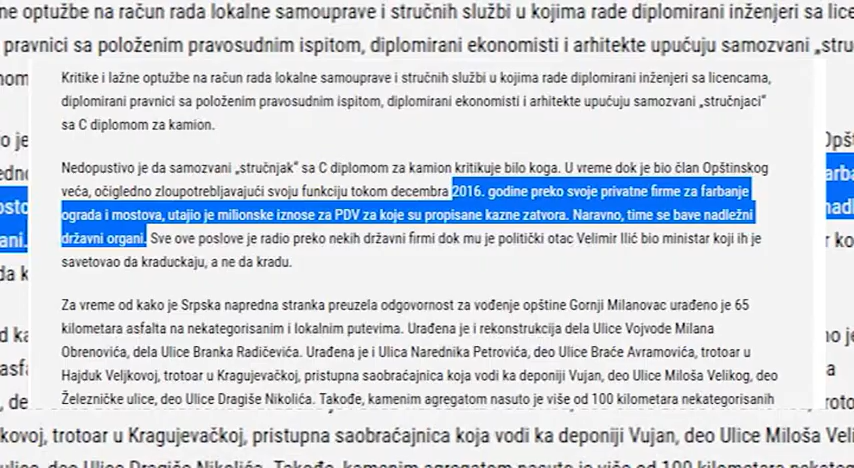 Kritike i lažne optužbe na račun rada lokalne samouprave i stručnih službi u kojima rade diplomirani inženjeri sa licencama,
diplomirani pravnici sa položenim pravosudnim ispitom, diplomirani ekonomisti i arhitekte upućuju samozvani „stručnjaci“
sa C diplomom za kamion.
Nedopustivo je da samozvani „stručnjak“ sa C diplomom za kamion kritikuje bilo koga. U vreme dok je bio član Opštinskog
veća, očigledno zloupotrebljavajući svoju funkciju tokom decembra 2016. godine preko svoje privatne firme za farbanje
ograda i mostova, utajio je milionske iznose za PDV za koje su propisane kazne zatvora. Naravno, time se bave nadležni
državni organi. Sve ove poslove je radio preko nekih državni firmi dok mu je politički otac Velimir Ilić bio ministar koji ih je
savetovao da kraduckaju, a ne da kradu.
Za vreme od kako je Srpska napredna stranka preuzela odgovornost za vođenje opštine Gornji Milanovac urađeno je 65
kilometara asfalta na nekategorisanim i lokalnim putevima. Urađena je i rekonstrukcija dela Ulice Vojvode Milana
Obrenovića, dela Ulice Branka Radičevića. Urađena je i Ulica Narednika Petrovića, deo Ulice Braće Avramovića, trotoar u
Hajduk Veljkovoj, trotoar u Kragujevačkoj, pristupna saobraćajnica koja vodi ka deponiji Vujan, deo Ulice Miloša Velikog, deo
Železničke ulice, deo Ulice Dragiše Nikolića. Takođe, kamenim agregatom nasuto je više od 100 kilometara nekategorisanih